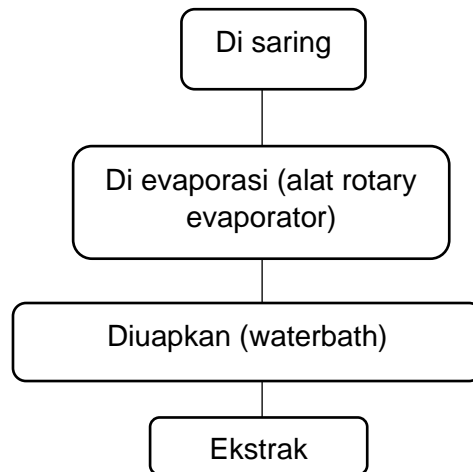 Di saring
Di evaporasi (alat rotary
evaporator)
Diuapkan (waterbath)
Ekstrak